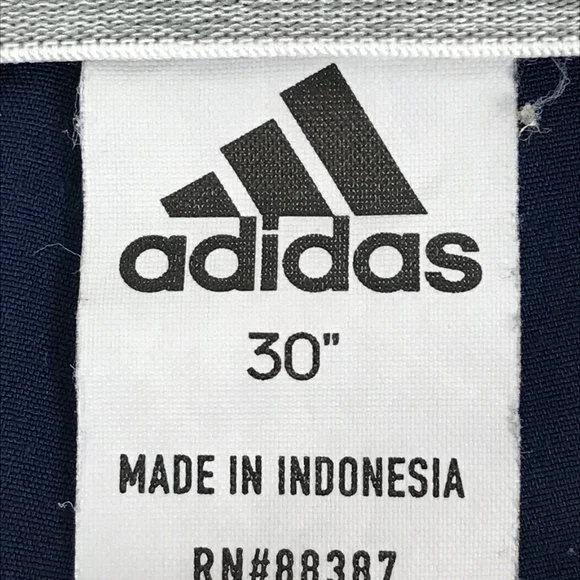 adidas
30"
MADE IN INDONESIA
RN#88387